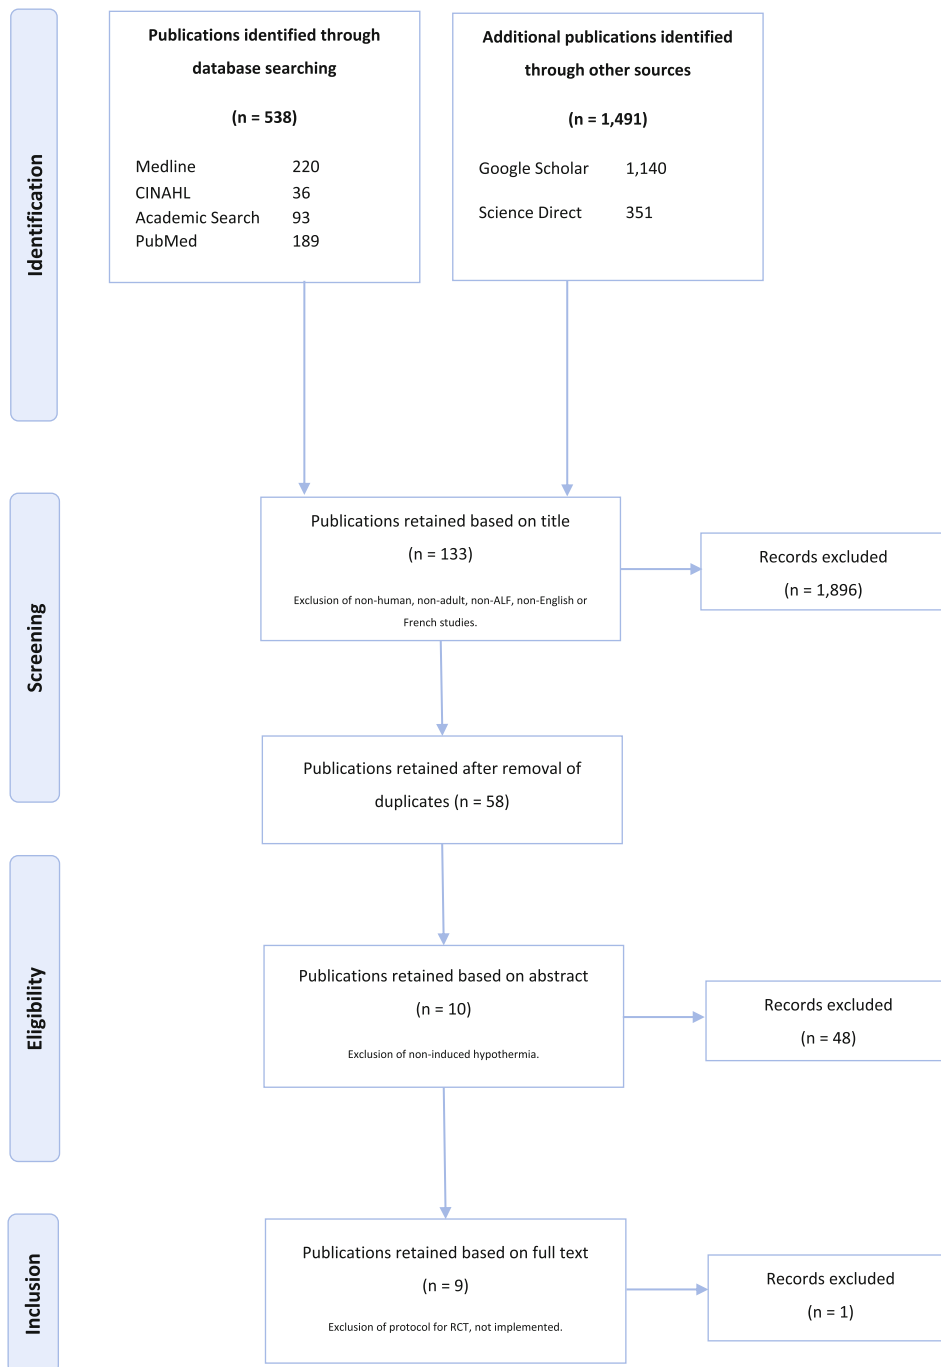 Identification
Publications identified through
database searching
(n = 538)
Medline 220
CINAHL 36
Academic Search 93
PubMed 189
Additional publications identified
through other sources
(n = 1,491)
Google Scholar 1,140
Science Direct 351
Screening
Publications retained based on title
(n = 133)
Exclusion of non-human, non-adult, non-ALF, non-English or
French studies.
Records excluded
(n = 1,896)
Publications retained after removal of
duplicates (n = 58)
Eligibility
Publications retained based on abstract
(n = 10)
Exclusion of non-induced hypothermia.
Records excluded
(n = 48)
Inclusion
Publications retained based on full text
(n = 9)
Exclusion of protocol for RCT, not implemented.
Records excluded
(n = 1)